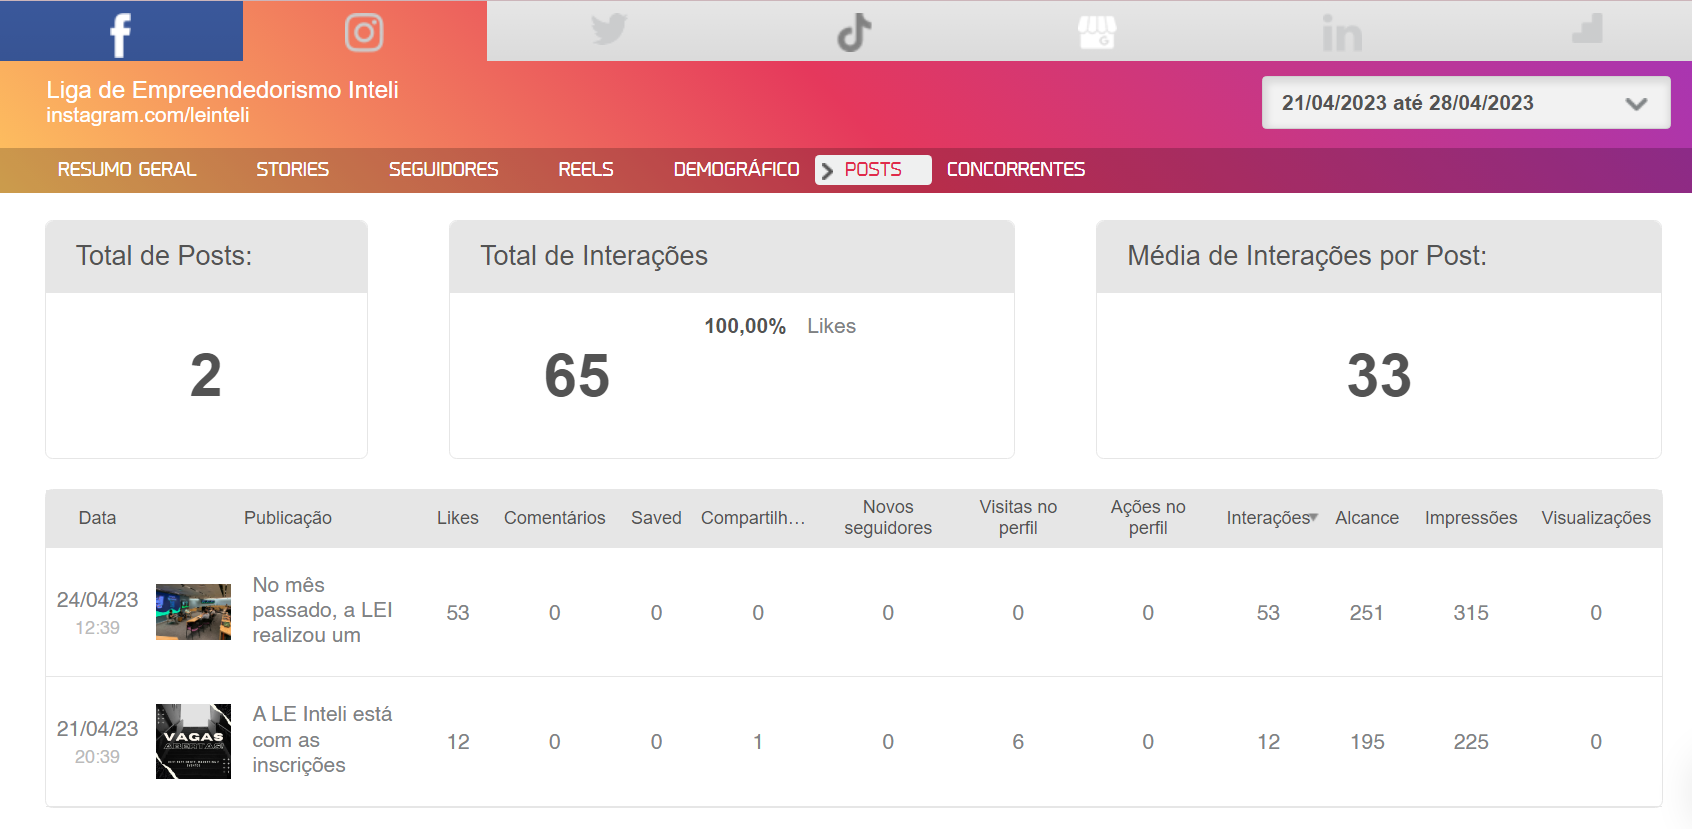 Liga de Empreendedorismo Inteli
instagram.com/leinteli
21/04/2023 até 28/04/2023
RESUMO GERAL STORIES SEGUIDORES REELS DEMOGRÁFICO POSTS CONCORRENTES
Total de Posts:
2
Total de Interações
100,00% Likes
65
Média de Interações por Post:
33
Data Publicação Likes Comentários Saved Compartilh... Novos seguidores Visitas no perfil Ações no perfil Interações Alcance Impressões Visualizações
24/04/23
12:39
No mês
passado, a LEI
realizou um
53 0 0 0 0 0 0 53 251 315 0
21/04/23
20:39
VAGAS
ABERTAS!
A LE Inteli está
com as
inscrições
12 0 0 1 0 6 0 12 195 225 0